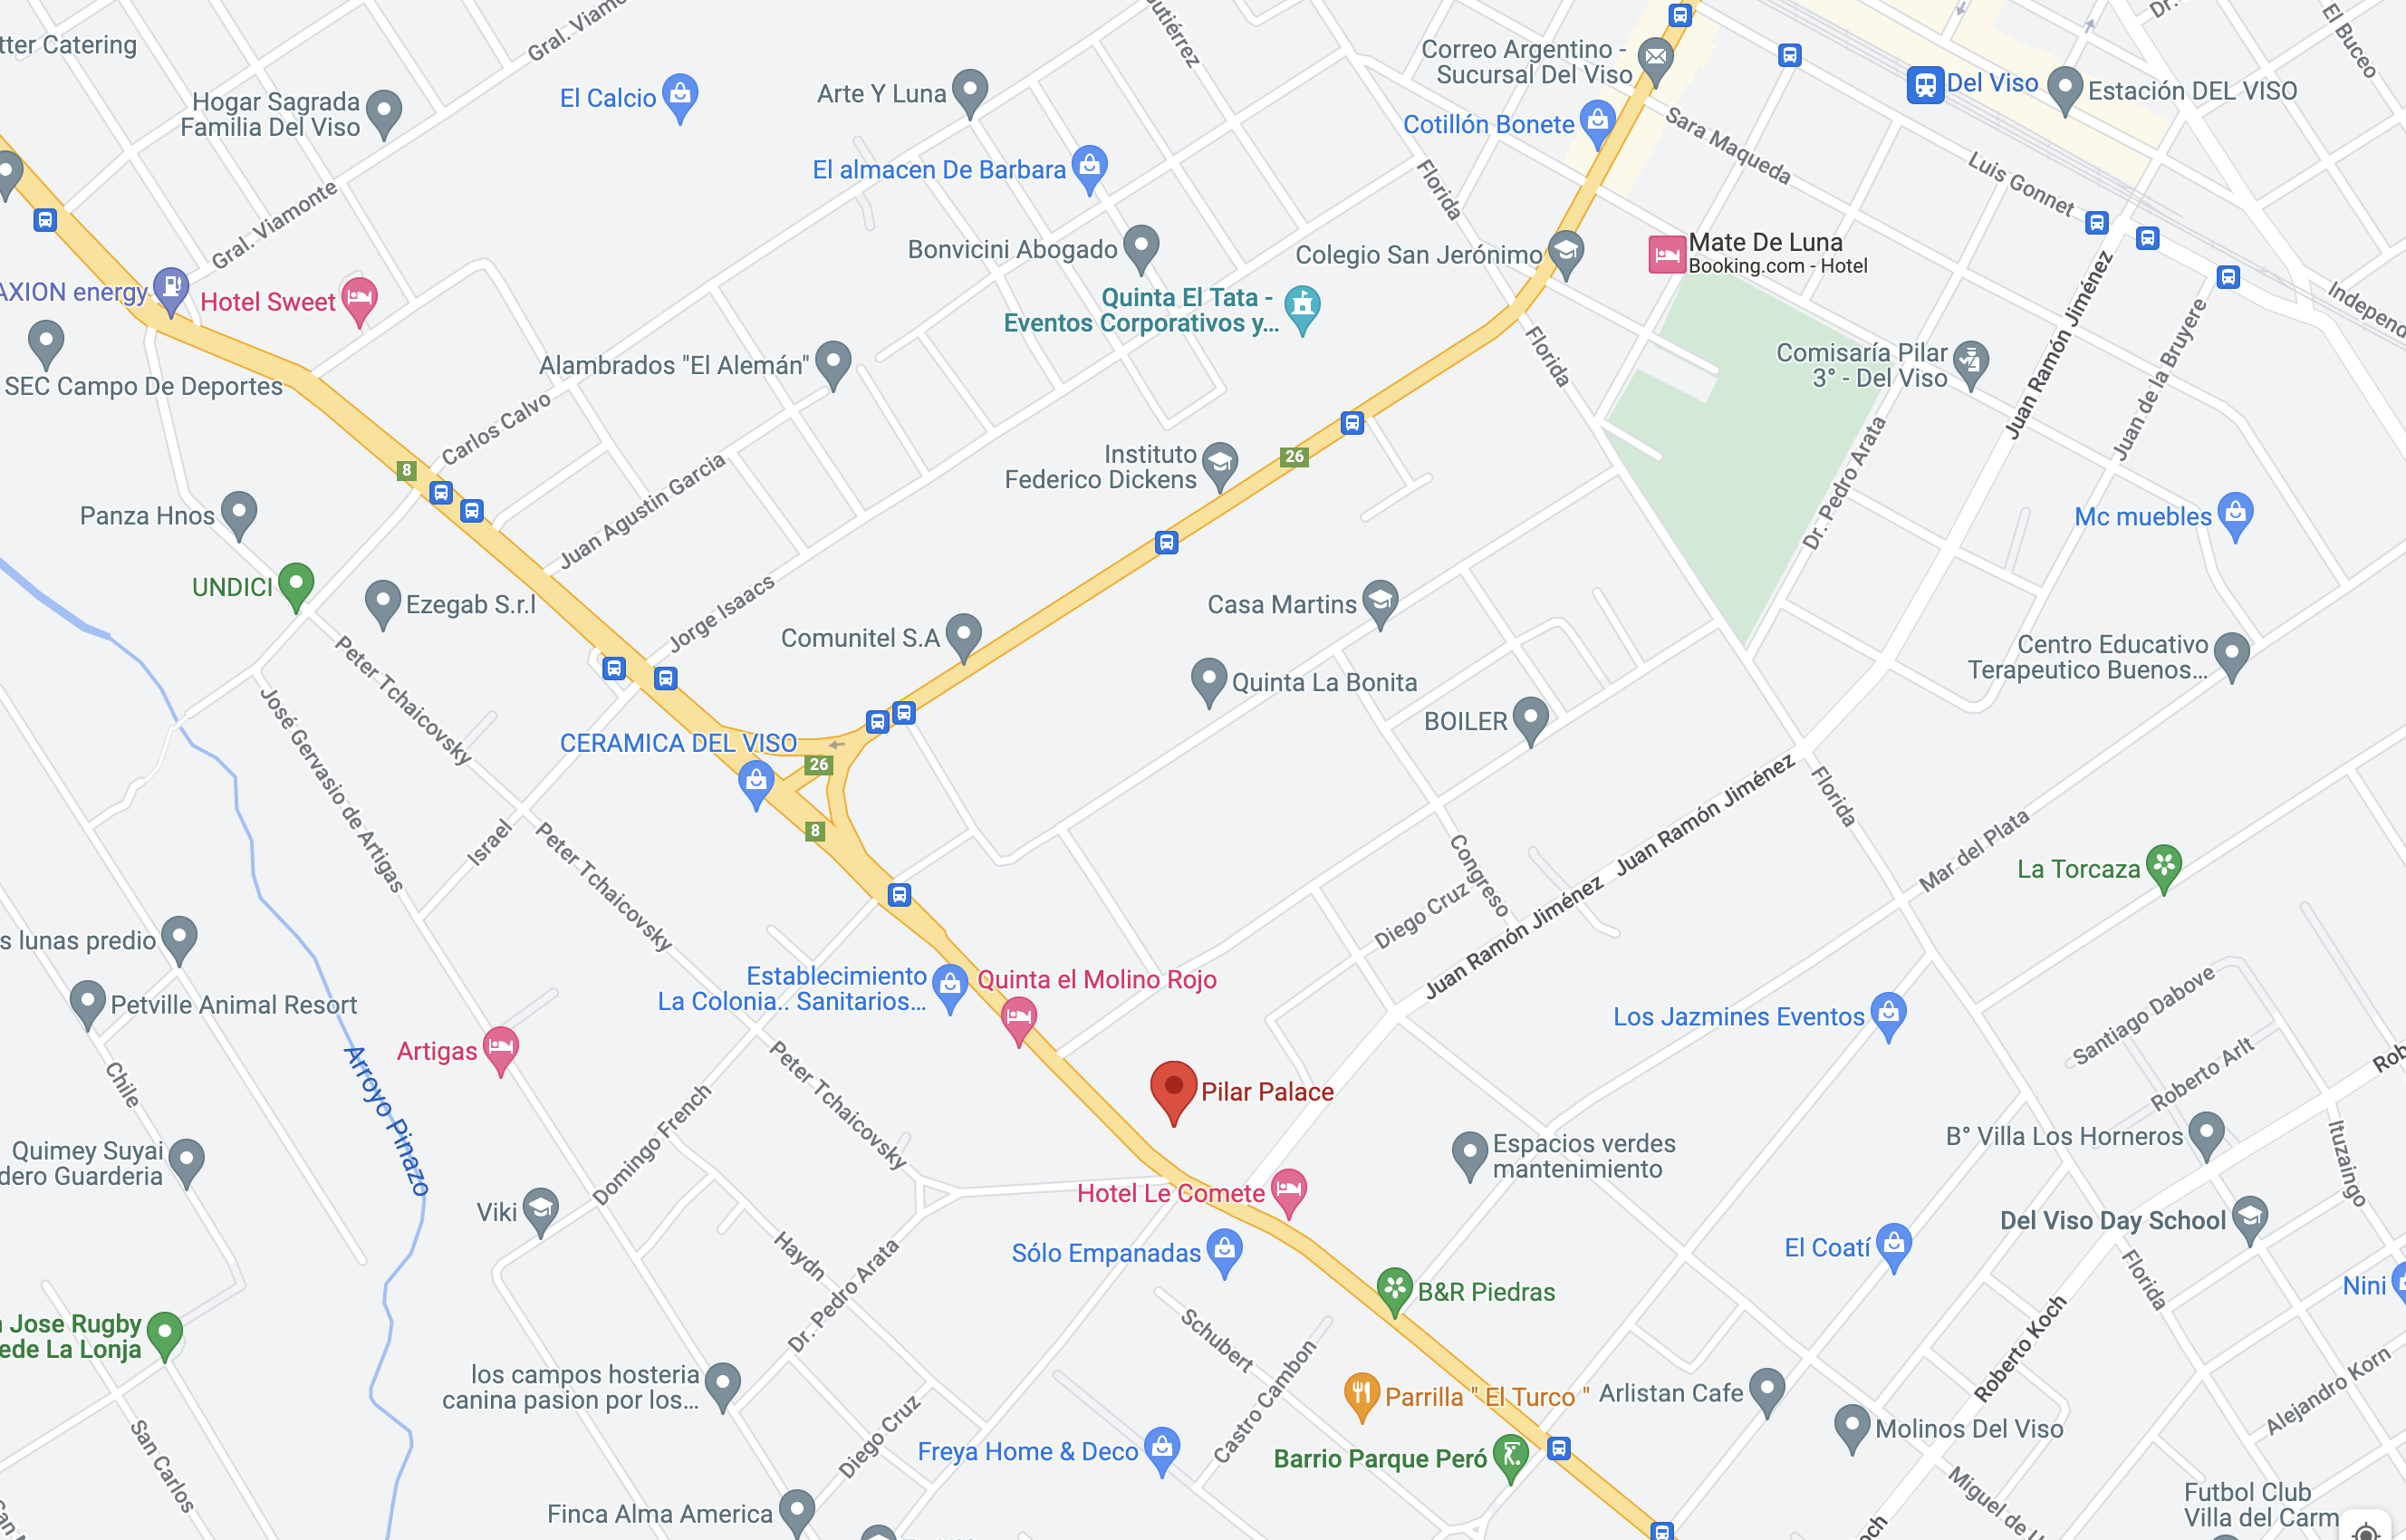 tter Catering
Gral. Viamo
Gutiérrez
Correo Argentino -
Sucursal Del Viso
Del Viso
Estación DEL VISO
Dr.
El Buceo
Hogar Sagrada
Familia Del Viso
El Calcio
Arte Y Luna
Cotillón Bonete
Sara Maqueda
Luis Gonnet
El almacen De Barbara
Florida
Gral. Viamonte
Bonvicini Abogado
Colegio San Jerónimo
Mate De Luna
Booking.com - Hotel
AXION energy
Hotel Sweet
Quinta El Tata -
Eventos Corporativos y...
Juan Ramón Jiménez
Juan de la Bruyere
Independ
SEC Campo De Deportes
Alambrados "El Alemán"
Florida
Comisaría Pilar
3° - Del Viso
Carlos Calvo
8
Juan Agustin Garcia
Instituto
Federico Dickens
26
Dr. Pedro Arata
Panza Hnos
Mc muebles
UNDICI
Ezegab S.r.l
Jorge Isaacs
Comunitel S.A
Casa Martins
Quinta La Bonita
Centro Educativo
Terapeutico Buenos...
Peter Tchaicovsky
José Gervasio de Artigas
BOILER
CERAMICA DEL VISO
26
8
Israel
Peter Tchaicovsky
Congreso
Juan Ramón Jiménez
Florida
Mar del Plata
La Torcaza
Diego Cruz
Juan Ramón Jiménez
s lunas predio
Petville Animal Resort
Establecimiento
La Colonia.. Sanitarios...
Quinta el Molino Rojo
Los Jazmines Eventos
Santiago Dabove
Roberto Arlt
Rob
Artigas
Arroyo Pinazo
Chile
Peter Tchaicovsky
Pilar Palace
Domingo French
Quimey Suyai
dero Guarderia
Espacios verdes
mantenimiento
B° Villa Los Horneros
Ituzaingo
Viki
Hotel Le Comete
Del Viso Day School
Haydn
Dr. Pedro Arata
Sólo Empanadas
El Coatí
Florida
Nini
B&R Piedras
Jose Rugby
ede La Lonja
Schubert
Castro Cambon
Roberto Koch
los campos hosteria
canina pasion por los...
Parrilla " El Turco "
Arlistan Cafe
Alejandro Korn
Molinos Del Viso
San Carlos
Diego Cruz
Freya Home & Deco
Barrio Parque Peró
Miguel de U
Finca Alma America
Futbol Club
Villa del Carm
och